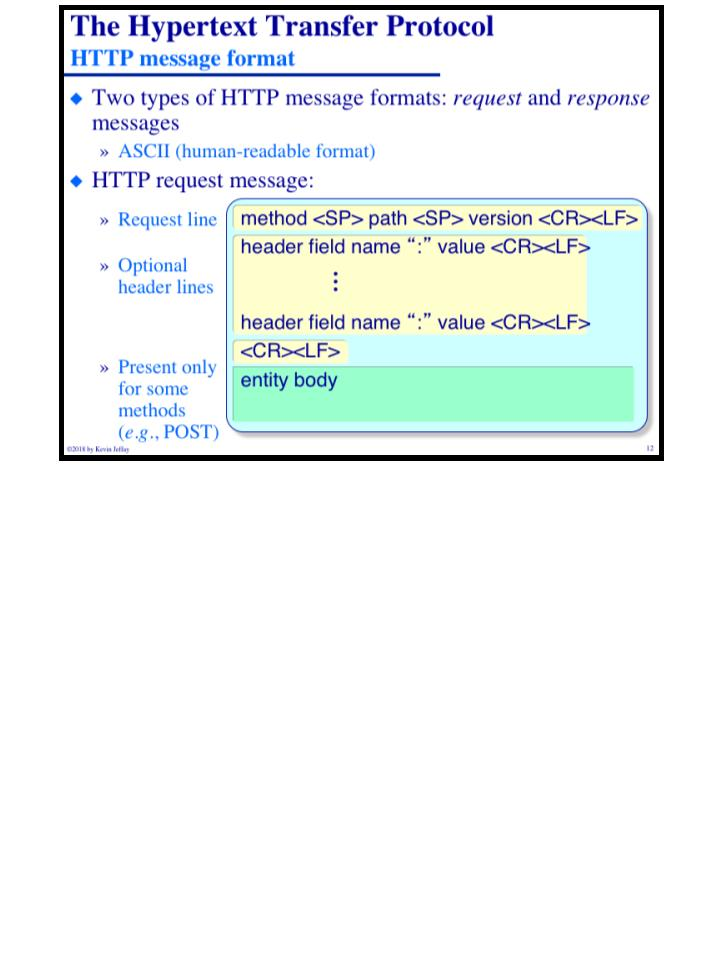 The Hypertext Transfer Protocol
HTTP message format
◆ Two types of HTTP message formats: request and response
messages
» ASCII (human-readable format)
◆ HTTP request message:
» Request line
method <SP> path <SP> version <CR><LF>
header field name “:” value <CR><LF>
» Optional
header lines
⋮
header field name “:” value <CR><LF>
<CR><LF>
» Present only
for some
methods
(e.g., POST)
entity body
©2018 by Kevin Jeffay
12